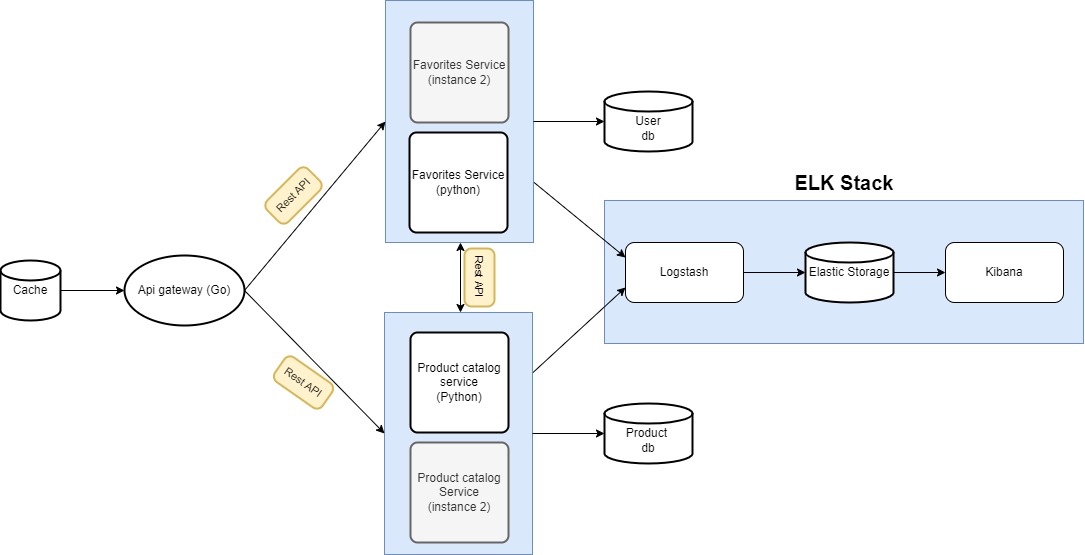 Favorites Service
(instance 2)
Favorites Service
(python)
User
db
ELK Stack
Rest API
Rest API
Logstash
Elastic Storage
Kibana
Cache
Api gateway (Go)
Rest API
Product catalog
service
(Python)
Product
db
Product catalog
Service
(instance 2)